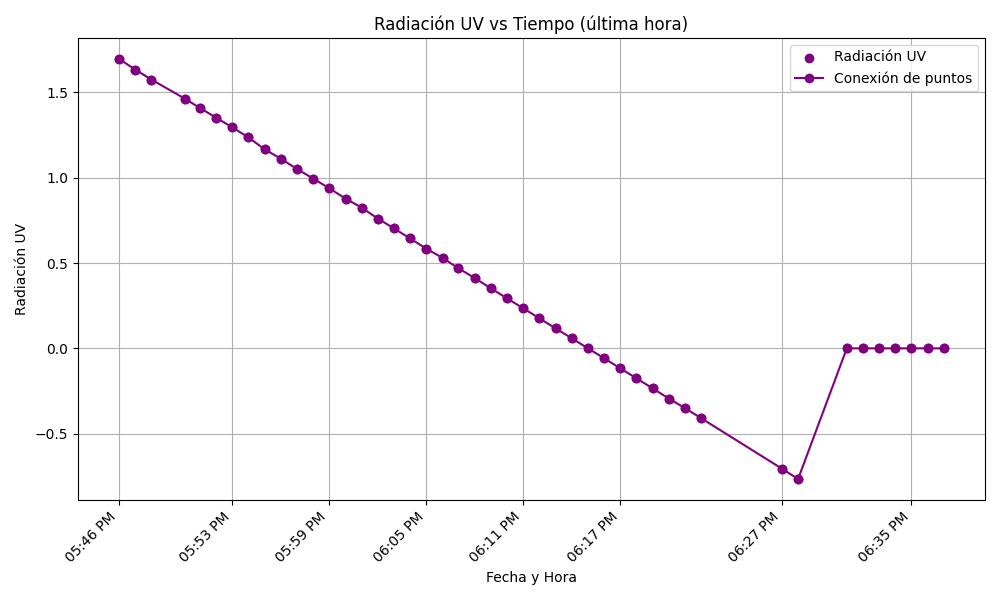 Radiación UV vs Tiempo (última hora)
Radiación UV
Conexión de puntos
Radiación UV
1.5
1.0
0.5
0.0
−0.5
05:46 PM
05:53 PM
05:59 PM
06:05 PM
06:11 PM
06:17 PM
06:27 PM
06:35 PM
Fecha y Hora